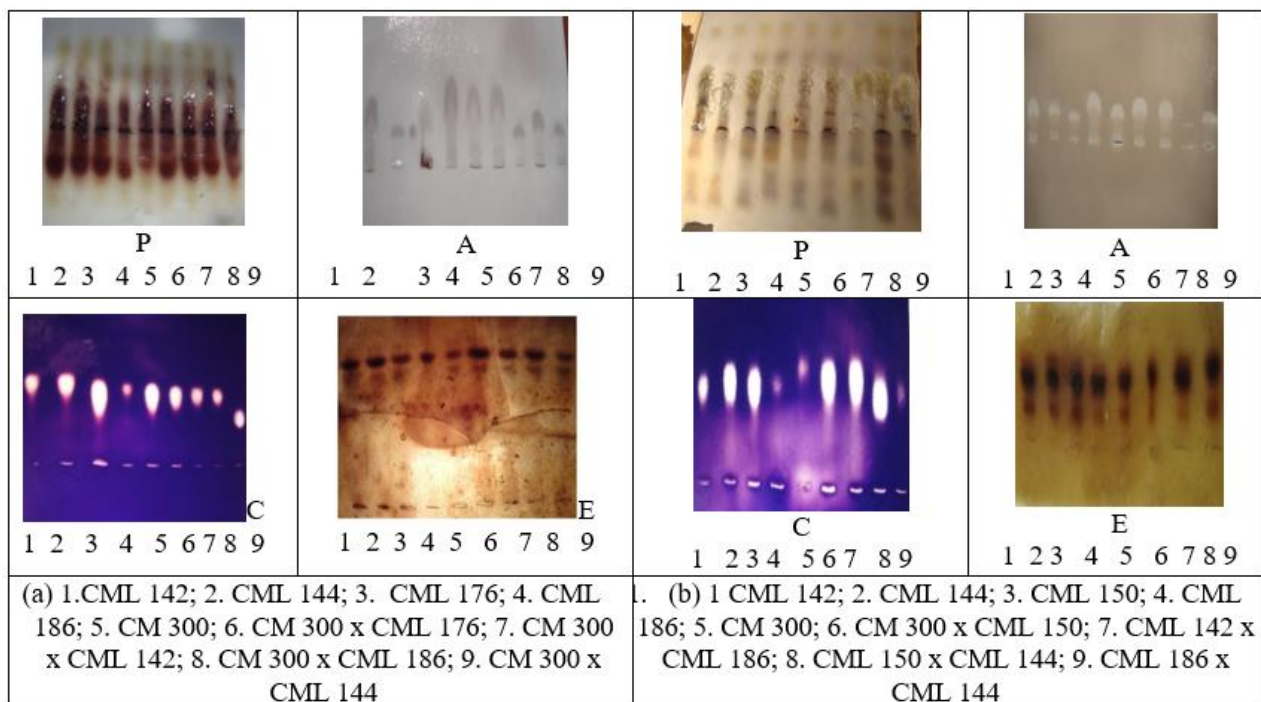 P
1 2 3 4 5 6 7 8 9
A
1 2 3 4 5 6 7 8 9
P
1 2 3 4 5 6 7 8 9
A
1 2 3 4 5 6 7 8 9
C
1 2 3 4 5 6 7 8 9
E
1 2 3 4 5 6 7 8 9
C
1 2 3 4 5 6 7 8 9
E
1 2 3 4 5 6 7 8 9
(a) 1.CML 142; 2. CML 144; 3. CML 176; 4. CML
186; 5. CM 300; 6. CM 300 x CML 176; 7. CM 300
x CML 142; 8. CM 300 x CML 186; 9. CM 300 x
CML 144
1. (b) 1 CML 142; 2. CML 144; 3. CML 150; 4. CML
186; 5. CM 300; 6. CM 300 x CML 150; 7. CML 142 x
CML 186; 8. CML 150 x CML 144; 9. CML 186 x
CML 144